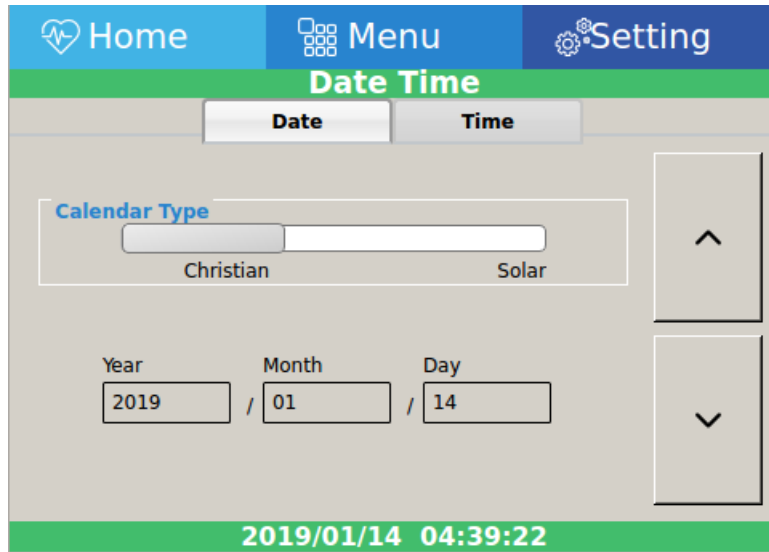 Home Menu Setting
Date Time
Date Time
Calendar Type
Christian Solar
Year Month Day
2019 / 01 / 14
2019/01/14 04:39:22